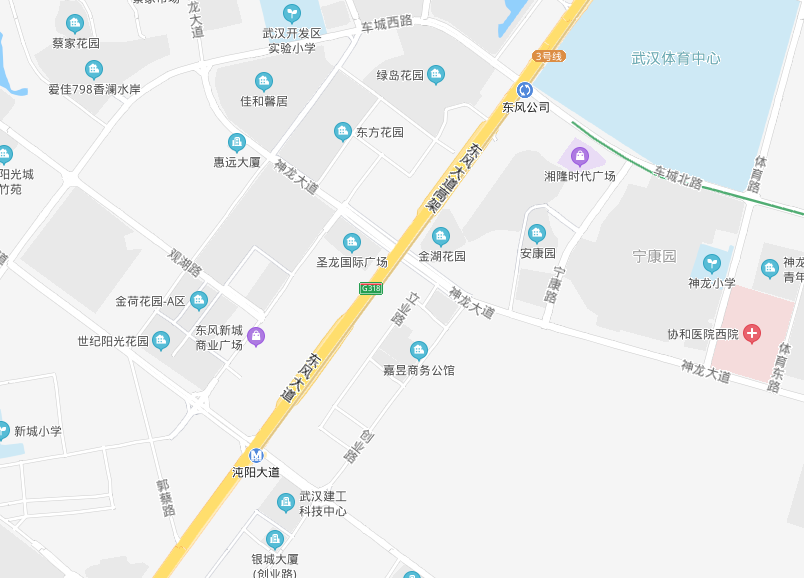 蔡家花园
龙大道
武汉开发区
实验小学
车城西路
3号线
武汉体育中心
爱佳798香澜水岸
佳和馨居
绿岛花园
东风公司
东方花园
惠远大厦
神龙大道
东风大道高架
湘隆时代广场
车城北路
体育路
阳光城
竹苑
观湖路
圣龙国际广场
金湖花园
安康园
宁康园
神龙小学
神龙
青年
G318
宁康路
金荷花园-A区
立业路
神龙大道
世纪阳光花园
东风新城
商业广场
协和医院西院
体育东路
东风大道
嘉昱商务公馆
神龙大道
新城小学
创业路
沌阳大道
郭蔡路
武汉建工
科技中心
银城大厦
(创业路)